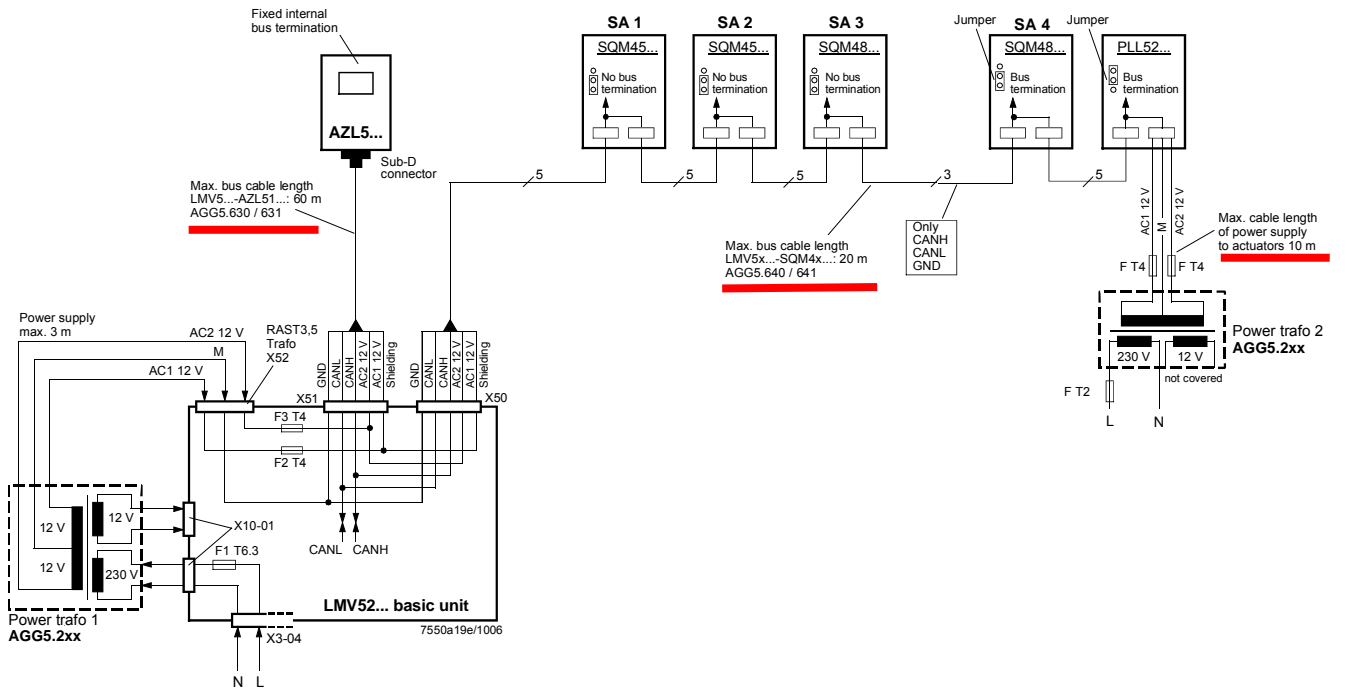 Fixed internal
bus termination
AZL5...
Sub-D
connector
Max. bus cable length
LMV5...-AZL51...: 60 m
AGG5.630 / 631
SA 1
SQM45...
No bus
termination
SA 2
SQM45...
No bus
termination
SA 3
SQM48...
No bus
termination
Jumper
SA 4
SQM48...
Bus
termination
Jumper
PLL52...
Bus
termination
5
5
5
3
5
Max. bus cable length
LMV5x...-SQM4x...: 20 m
AGG5.640 / 641
Only
CANH
CANL
GND
AC1 12 V
M
AC2 12 V
Max. cable length
of power supply
to actuators 10 m
F T4
F T4
Power trafo 2
AGG5.2xx
230 V
12 V
not covered
F T2
L
N
Power supply
max. 3 m
AC2 12 V
M
AC1 12 V
RAST3,5
Trafo
X52
GND
CANL
CANH
AC2 12 V
AC1 12 V
Shielding
GND
CANL
CANH
AC2 12 V
AC1 12 V
Shielding
X51
X50
F3 T4
F2 T4
12 V
12 V
12 V
230 V
X10-01
F1 T6.3
CANL
CANH
LMV52... basic unit
7550a19e/1006
Power trafo 1
AGG5.2xx
X3-04
N
L